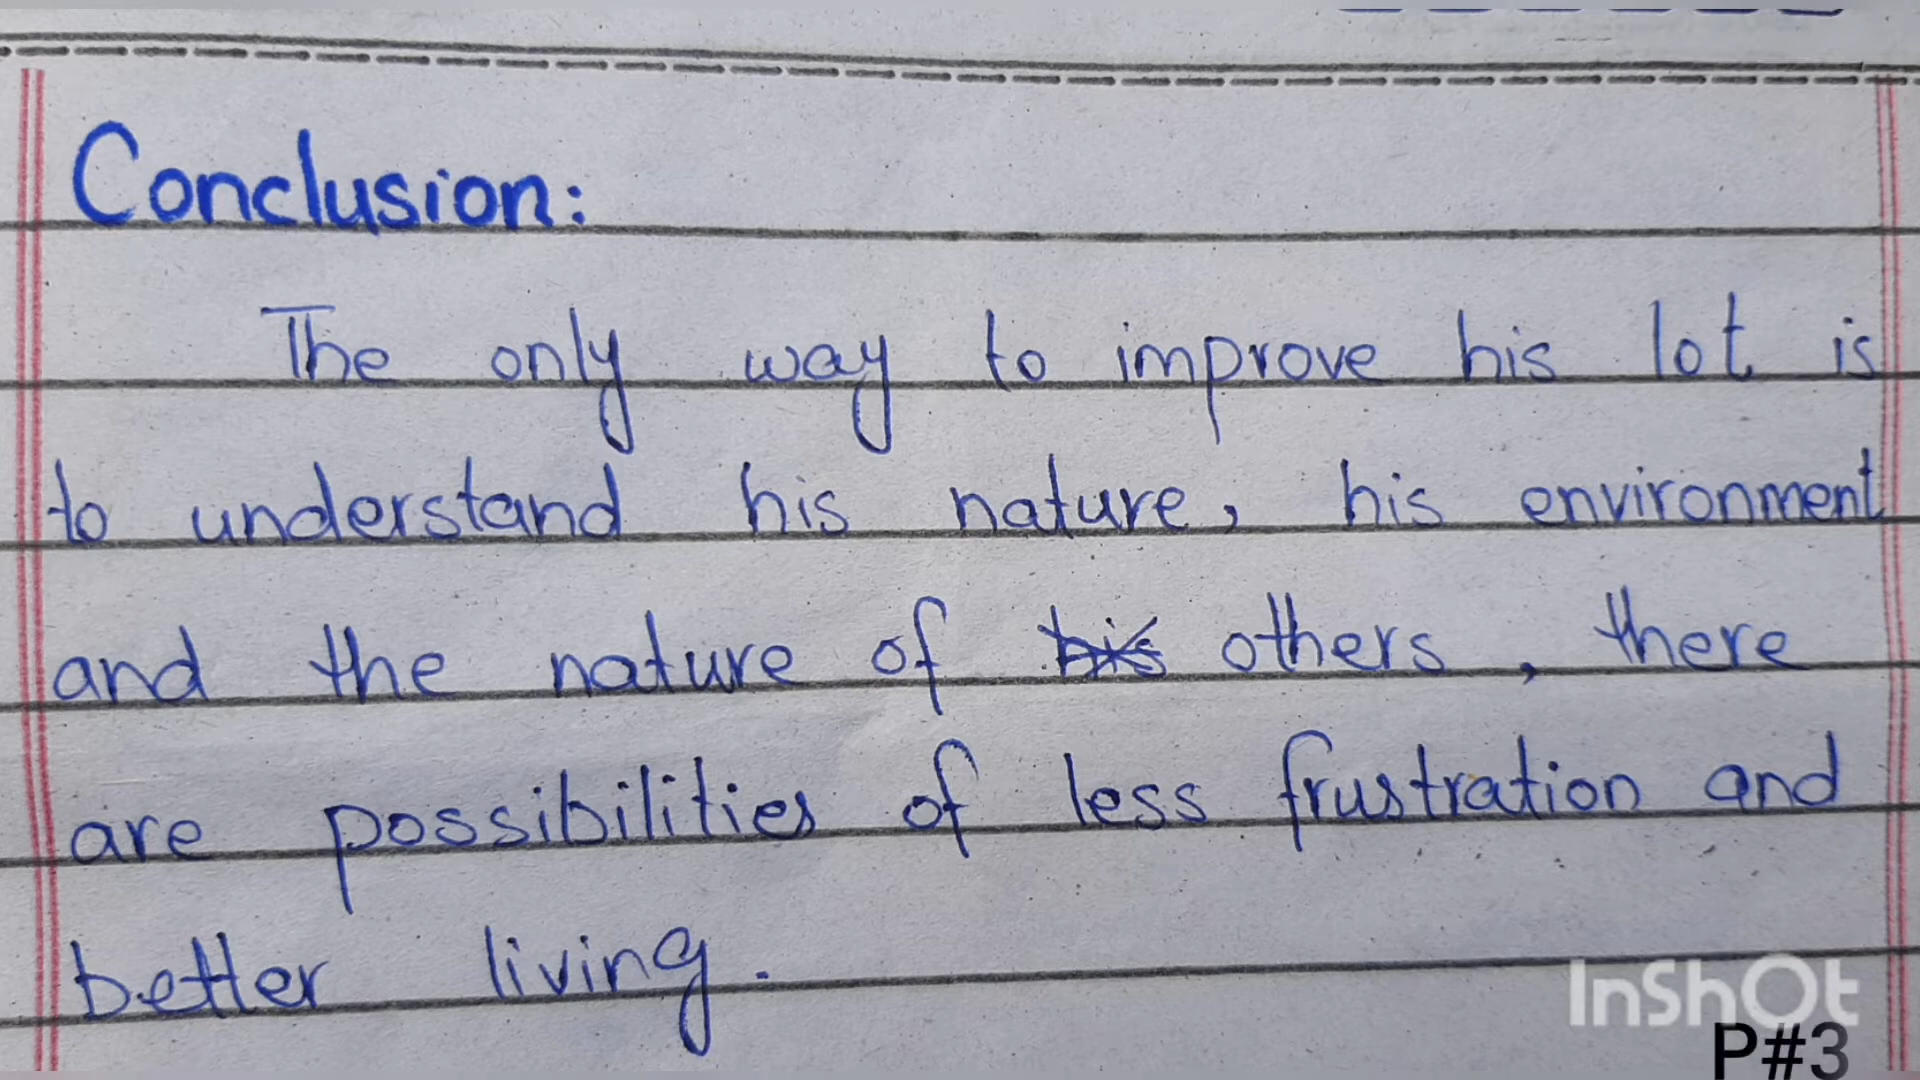 Conclusion:
The only way to improve his lot is
to understand his nature, his environment
and the nature of his others, there
are possibilities of less frustration and
better living.
InShOt
P#3